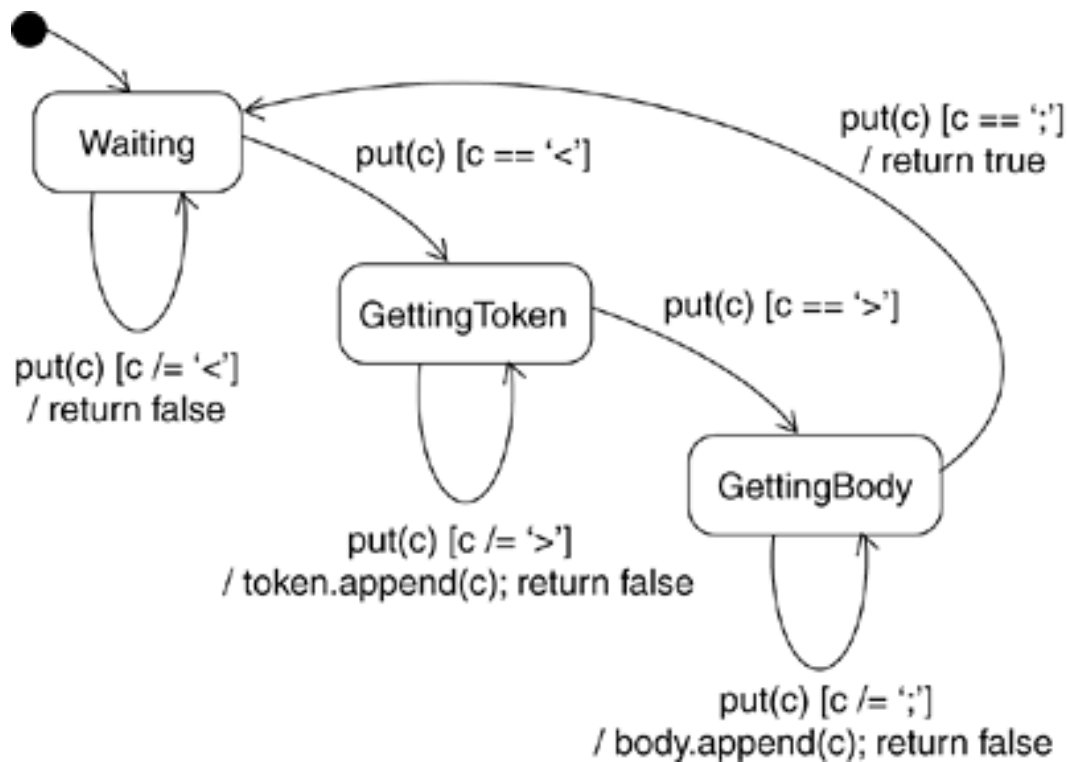 Waiting
put(c) [c == ‘<’]
put(c) [c == ‘;’]
/ return true
put(c) [c /= ‘<’]
/ return false
GettingToken
put(c) [c == ‘>’]
put(c) [c /= ‘>’]
/ token.append(c); return false
GettingBody
put(c) [c /= ‘;’]
/ body.append(c); return false